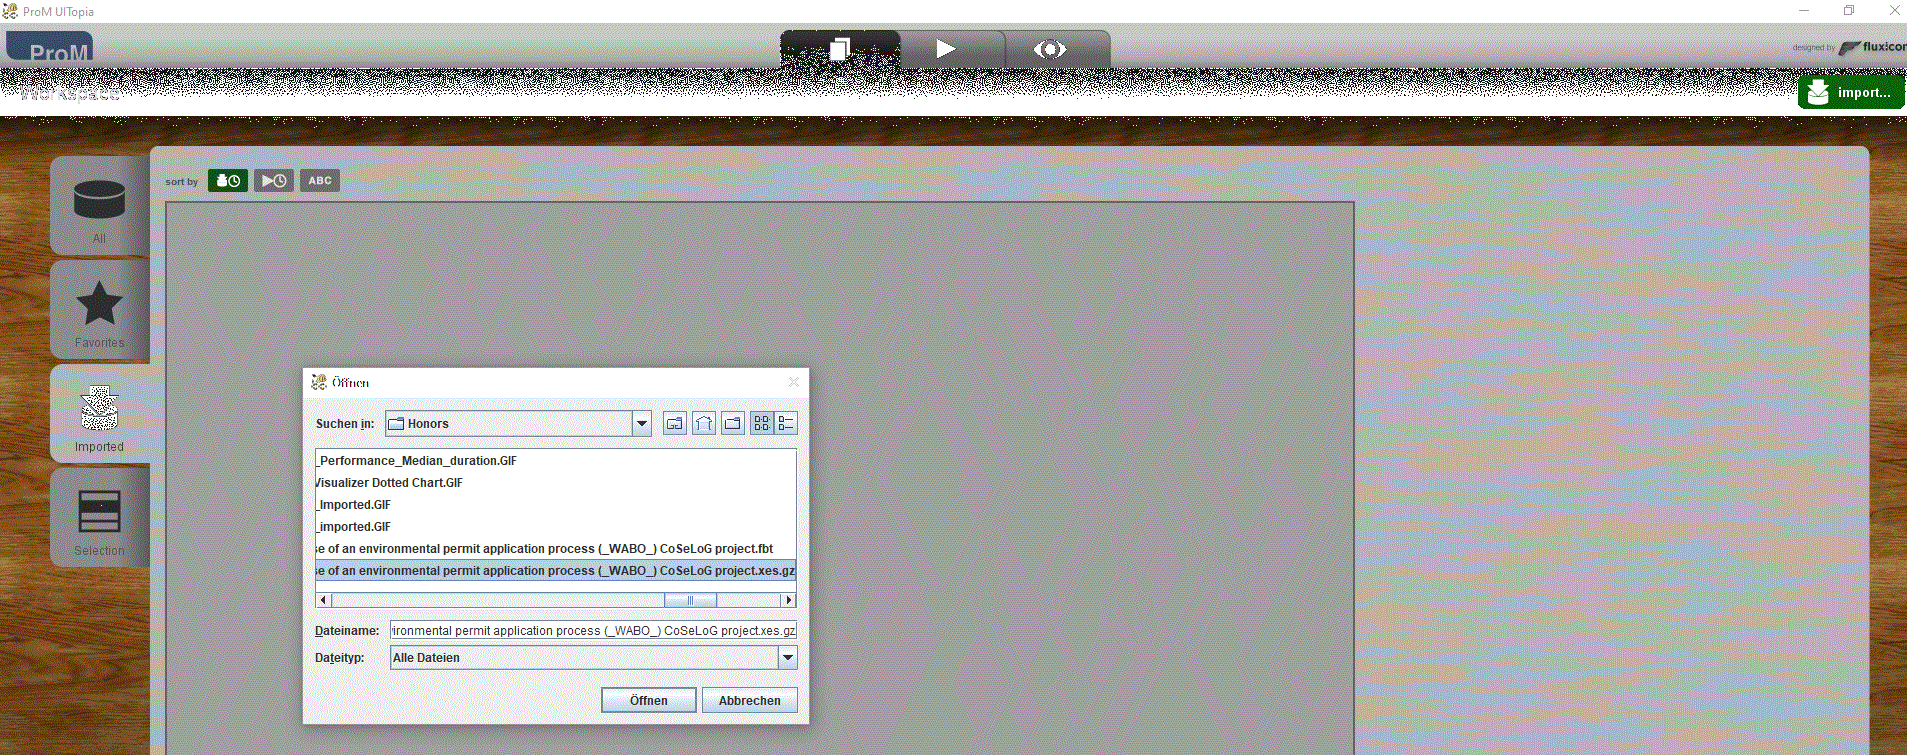 ProM UITopia
ProM
designed by fluxicon
Workspace
import...
sort by ABC
All
Favorites
Imported
Selection
Öffnen
Suchen in: Honors
_Performance_Median_duration.GIF
Visualizer Dotted Chart.GIF
_Imported.GIF
_imported.GIF
se of an environmental permit application process (_WABO_) CoSeLoG project.fbt
se of an environmental permit application process (_WABO_) CoSeLoG project.xes.gz
Dateiname: vironmental permit application process (_WABO_) CoSeLoG project.xes.gz
Dateityp: Alle Dateien
Öffnen Abbrechen